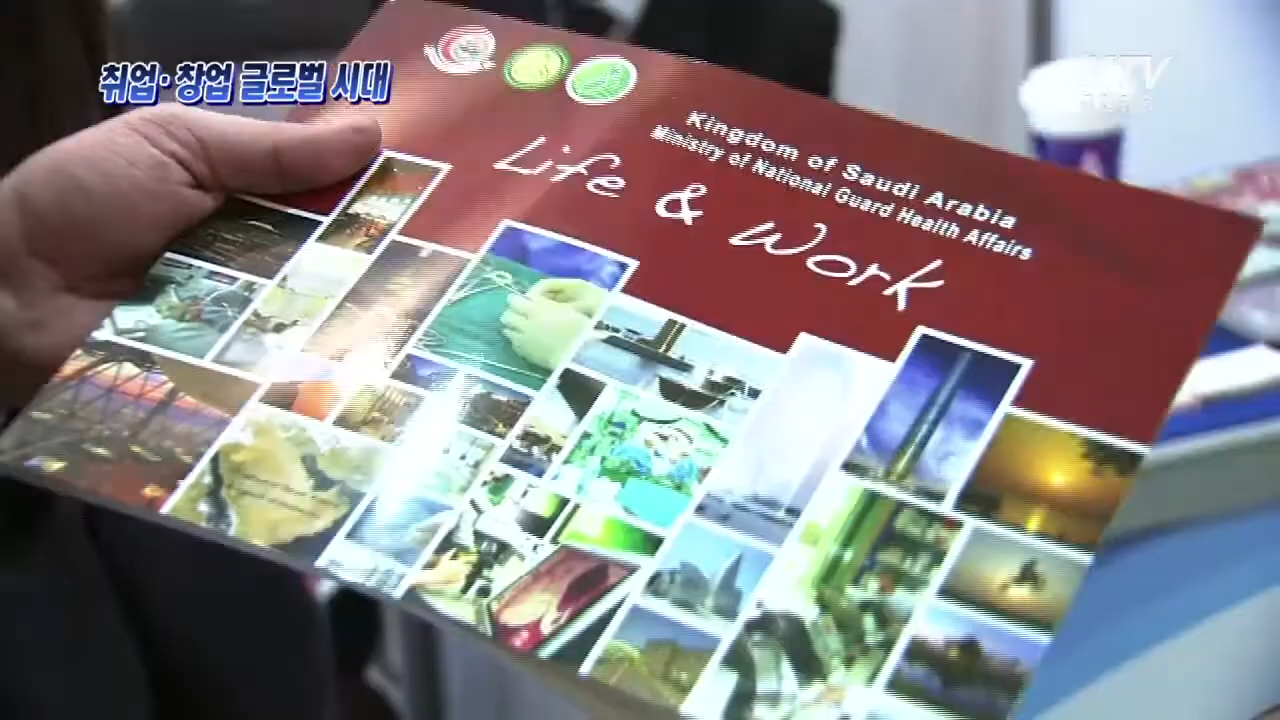 취업·창업 글로벌 시대
Kingdom of Saudi Arabia
Ministry of National Guard Health Affairs
Life & Work